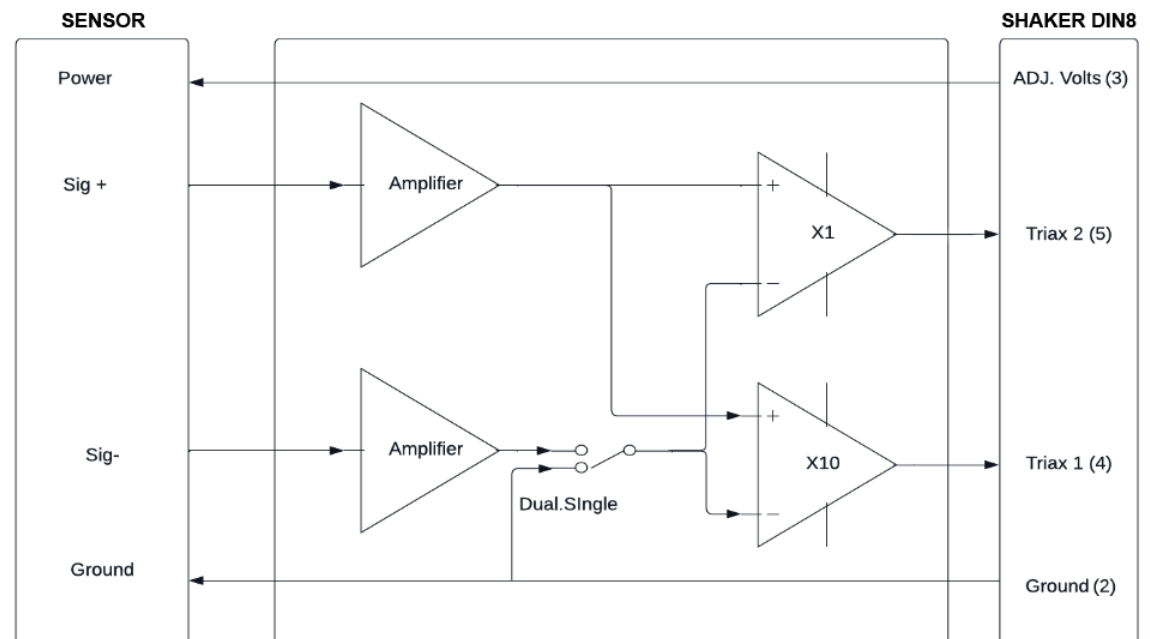 SENSOR
SHAKER DIN8
Power
ADJ. Volts (3)
Sig +
Amplifier
+
X1
Triax 2 (5)
−
+
Sig-
Amplifier
X10
Triax 1 (4)
Dual.SIngle
−
Ground
Ground (2)